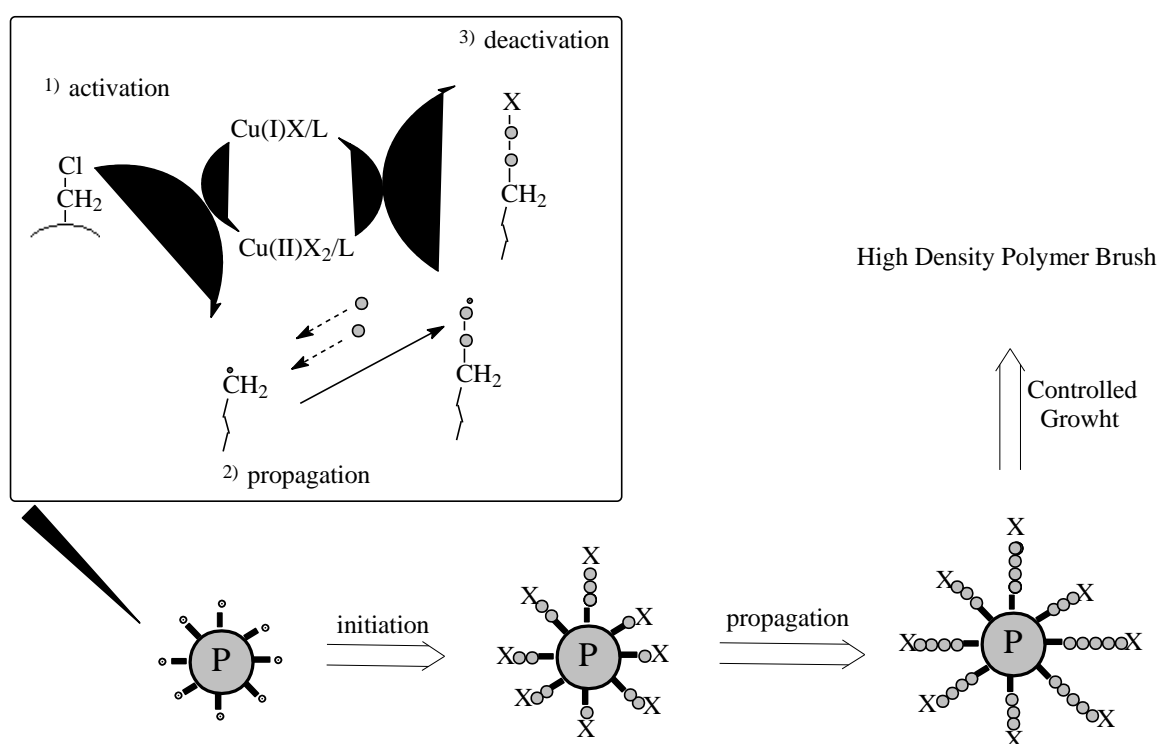 3) deactivation
1) activation
X
Cu(I)X/L
Cl
CH2
CH2
Cu(II)X2/L
High Density Polymer Brush
CH2
CH2
Controlled
Growht
2) propagation
X
X
X
X
X
X
X
X
X
X
initiation
propagation
P
P
P
X
X
X
X
X
X
X